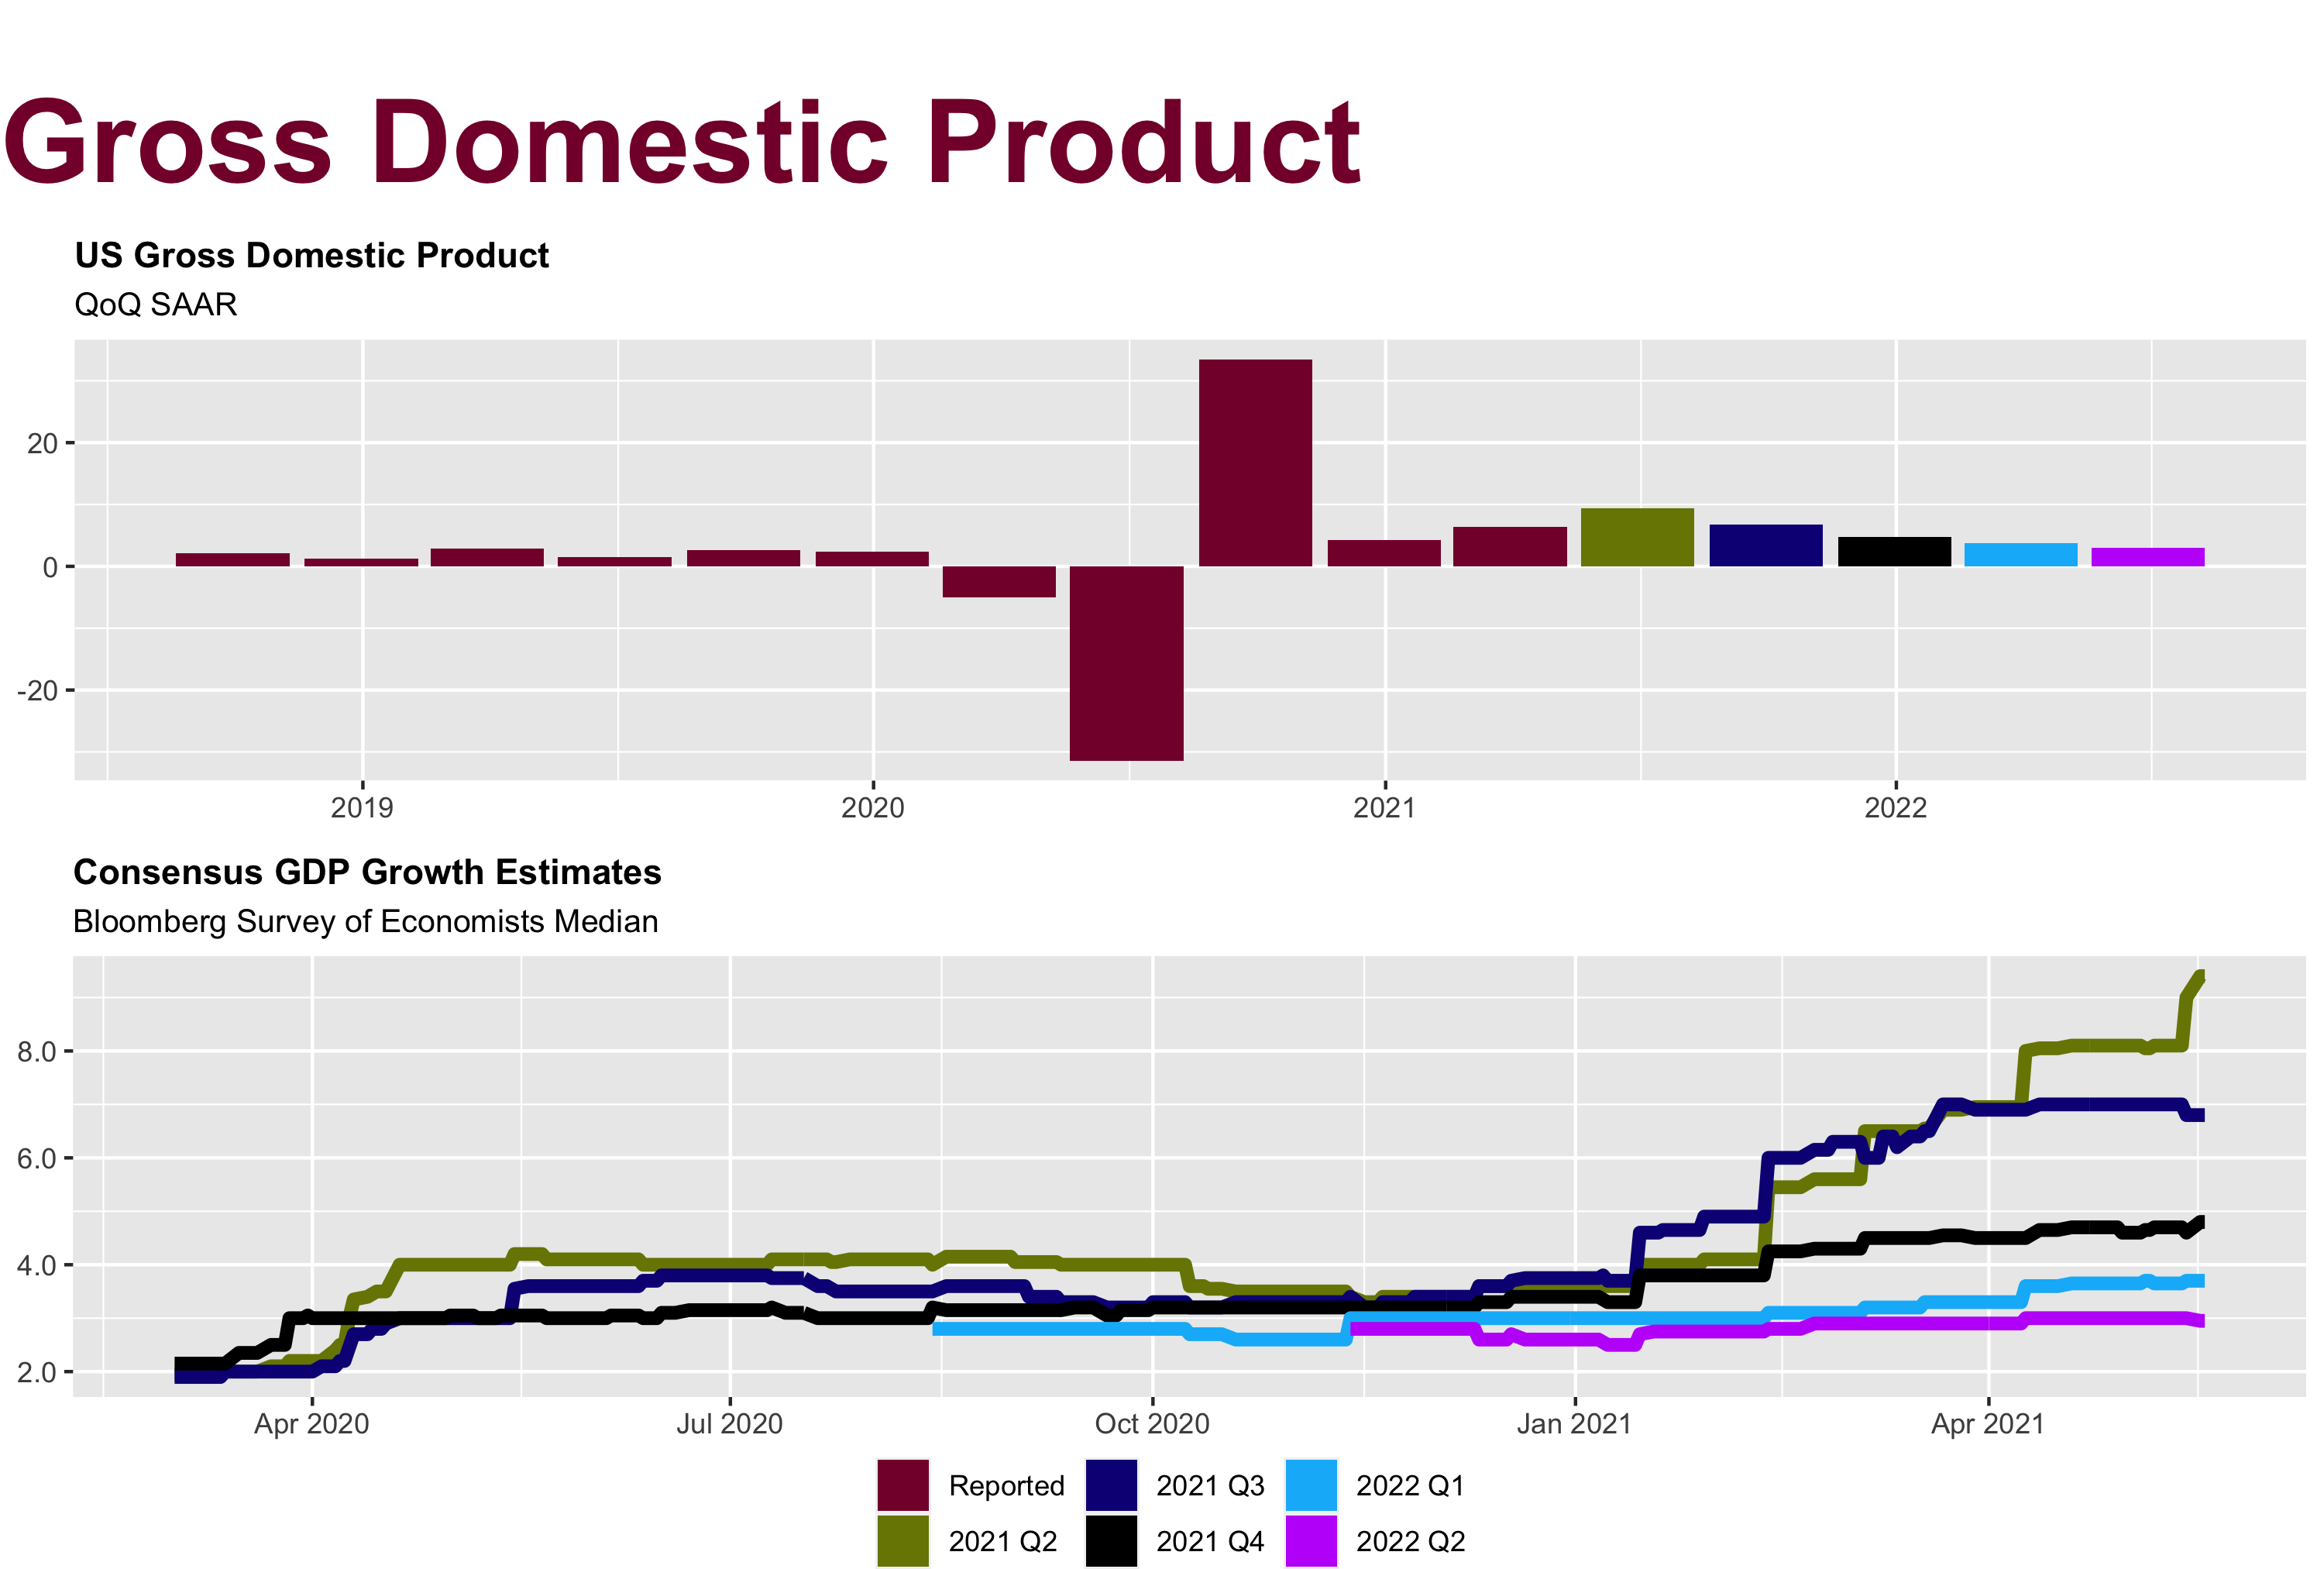 Gross Domestic Product
US Gross Domestic Product
QoQ SAAR
20
0
-20
2019 2020 2021 2022
Consensus GDP Growth Estimates
Bloomberg Survey of Economists Median
8.0
6.0
4.0
2.0
Apr 2020 Jul 2020 Oct 2020 Jan 2021 Apr 2021
Reported 2021 Q3 2022 Q1
2021 Q2 2021 Q4 2022 Q2